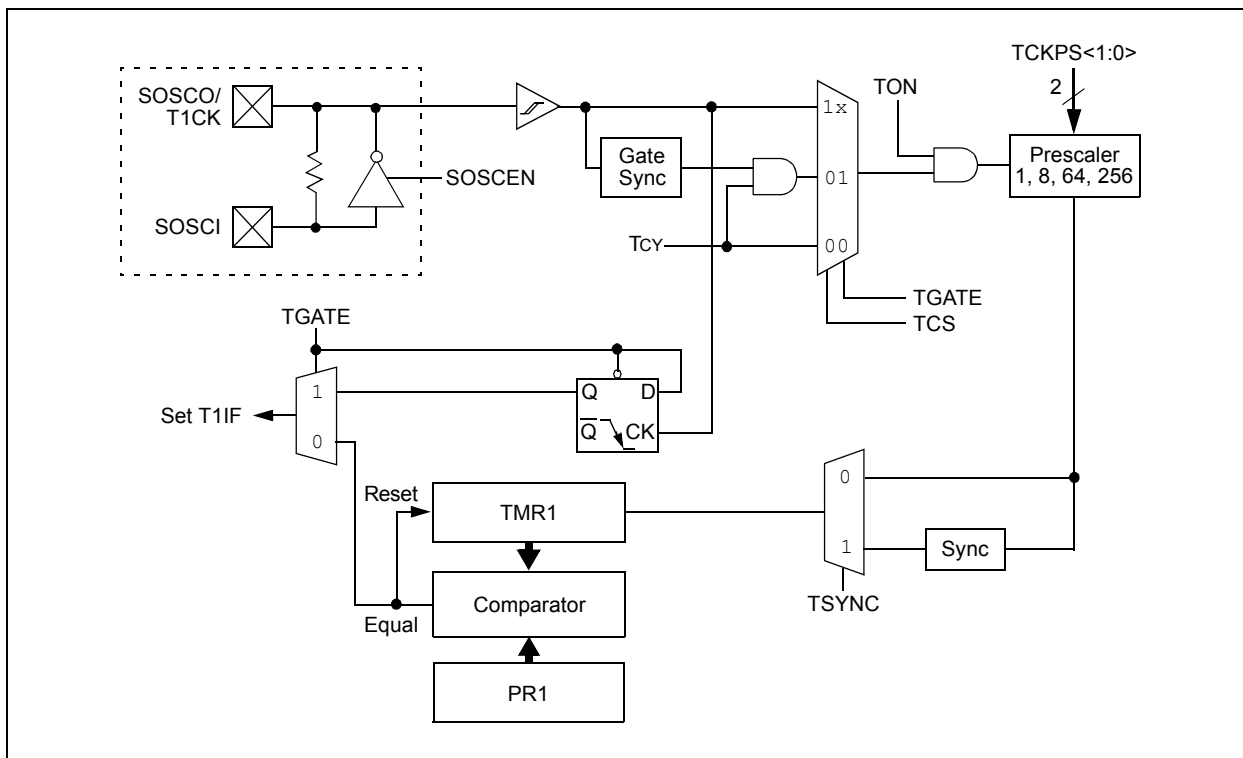 TCKPS<1:0>
SOSCO/
T1CK
TON
2
1x
Gate
Sync
Prescaler
1, 8, 64, 256
SOSCEN
01
SOSCI
TCY
00
TGATE
TCS
TGATE
1
Q
D
Set T1IF
Q
CK
0
Reset
TMR1
0
1
Sync
Comparator
TSYNC
Equal
PR1